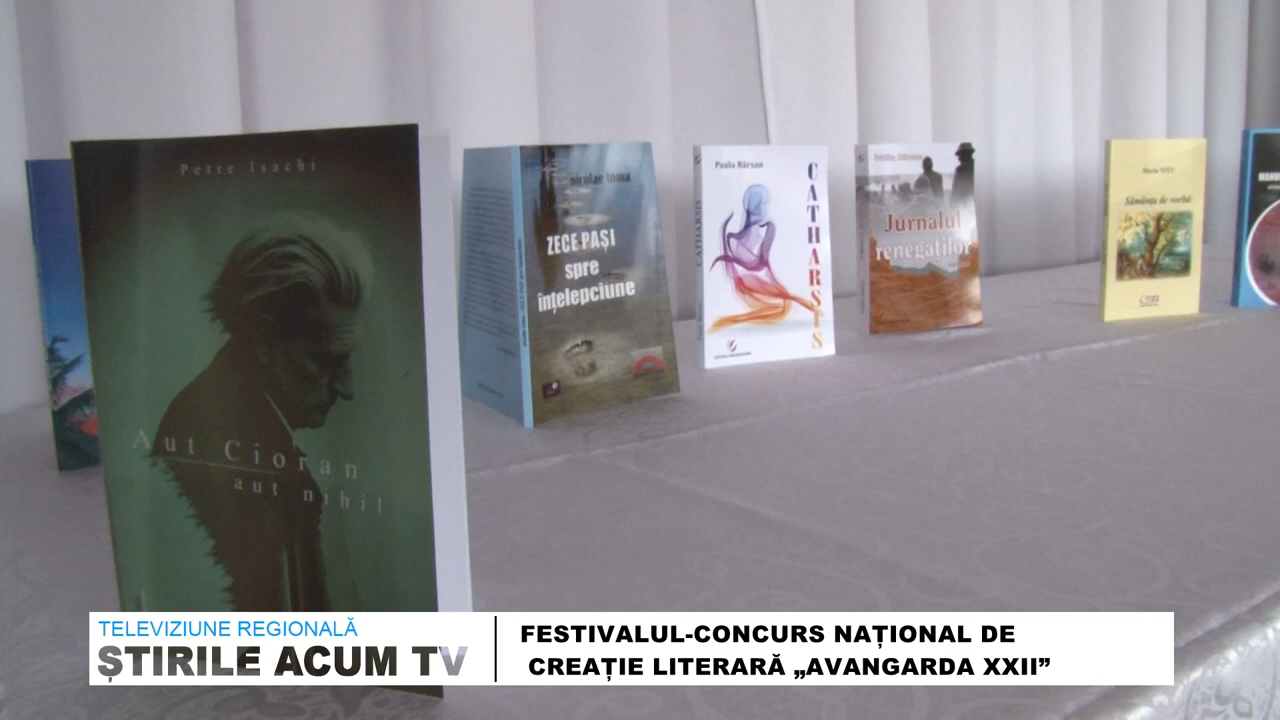 Petre Isachi
Aut Cioran
aut nihil
nicolae toma
ZECE PAȘI
spre
înțelepciune
Paula Bârsan
CATHARSIS
CATHARSIS
Jurnalul
renegaților
Sămânța de vorbă
TELEVIZIUNE REGIONALĂ
ȘTIRILE ACUM TV
FESTIVALUL-CONCURS NAȚIONAL DE
CREAȚIE LITERARĂ „AVANGARDA XXII”